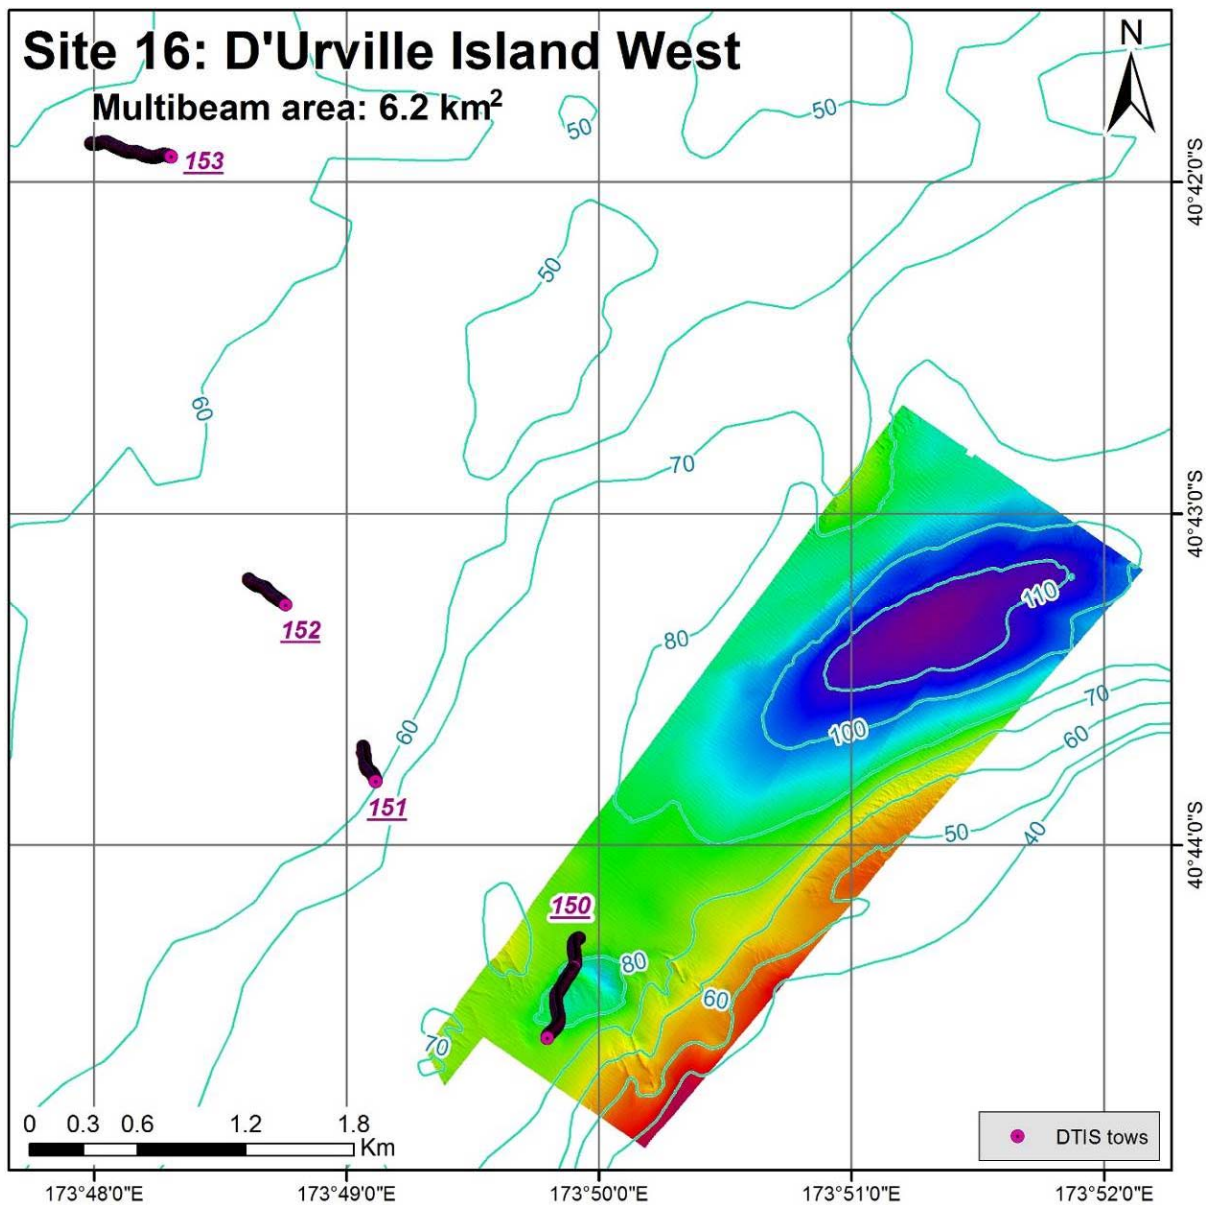 Site 16: D'Urville Island West
N
Multibeam area: 6.2 km²
50
50
153
40°42'0"S
50
60
70
40°43'0"S
110
80
152
70
60
100
60
151
50
40
40°44'0"S
150
80
60
70
0 0.3 0.6 1.2 1.8
Km
DTIS tows
173°48'0"E 173°49'0"E 173°50'0"E 173°51'0"E 173°52'0"E